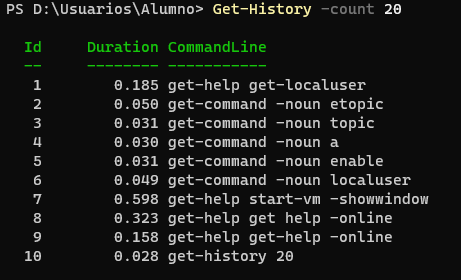 PS D:\Usuarios\Alumno> Get-History -count 20
Id Duration CommandLine
-- -------- -----------
1 0.185 get-help get-localuser
2 0.050 get-command -noun etopic
3 0.031 get-command -noun topic
4 0.030 get-command -noun a
5 0.031 get-command -noun enable
6 0.049 get-command -noun localuser
7 0.598 get-help start-vm -showwindow
8 0.323 get-help get help -online
9 0.158 get-help get-help -online
10 0.028 get-history 20